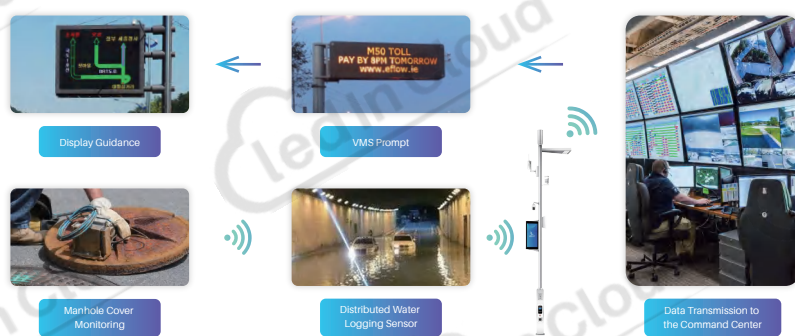 M50 TOLL
PAY BY 8PM TOMORROW
www.eflow.ie
Display Guidance
VMS Prompt
ledinCloud
Manhole Cover
Monitoring
Distributed Water
Logging Sensor
Data Transmission to
the Command Center